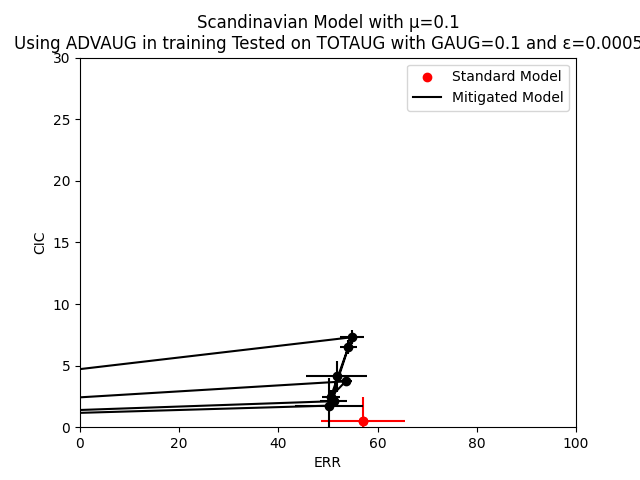 Scandinavian Model with μ=0.1
Using ADVAUG in training Tested on TOTAUG with GAUG=0.1 and ε=0.0005
Standard Model
Mitigated Model
30
25
20
15
10
5
0
CIC
0 20 40 60 80 100
ERR